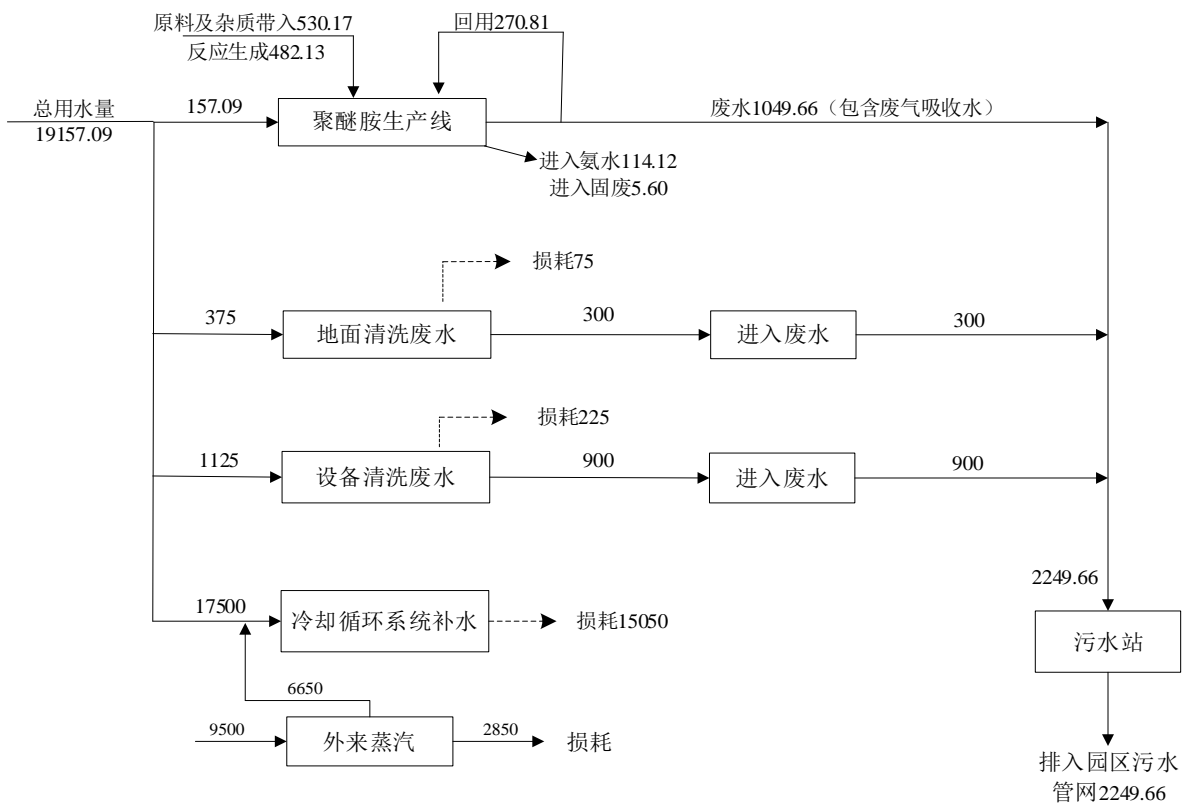 原料及杂质带入530.17
反应生成482.13
回用270.81
总用水量
19157.09
157.09
聚醚胺生产线
废水1049.66（包含废气吸收水）
进入氨水114.12
进入固废5.60
损耗75
375
地面清洗废水
300
进入废水
300
损耗225
1125
设备清洗废水
900
进入废水
900
17500
冷却循环系统补水
损耗15050
2249.66
污水站
6650
9500
外来蒸汽
2850
损耗
排入园区污水
管网2249.66